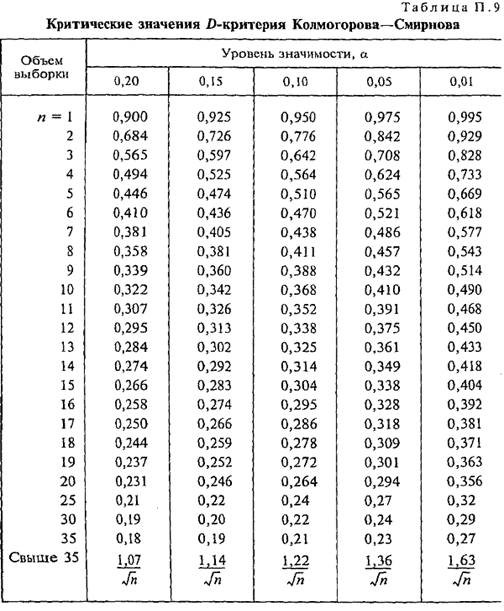 Таблица П.9
Критические значения D-критерия Колмогорова—Смирнова
Объем выборки Уровень значимости, α
0,20 0,15 0,10 0,05 0,01
n = 1 0,900 0,925 0,950 0,975 0,995
2 0,684 0,726 0,776 0,842 0,929
3 0,565 0,597 0,642 0,708 0,828
4 0,494 0,525 0,564 0,624 0,733
5 0,446 0,474 0,510 0,565 0,669
6 0,410 0,436 0,470 0,521 0,618
7 0,381 0,405 0,438 0,486 0,577
8 0,358 0,381 0,411 0,457 0,543
9 0,339 0,360 0,388 0,432 0,514
10 0,322 0,342 0,368 0,410 0,490
11 0,307 0,326 0,352 0,391 0,468
12 0,295 0,313 0,338 0,375 0,450
13 0,284 0,302 0,325 0,361 0,433
14 0,274 0,292 0,314 0,349 0,418
15 0,266 0,283 0,304 0,338 0,404
16 0,258 0,274 0,295 0,328 0,392
17 0,250 0,266 0,286 0,318 0,381
18 0,244 0,259 0,278 0,309 0,371
19 0,237 0,252 0,272 0,301 0,363
20 0,231 0,246 0,264 0,294 0,356
25 0,21 0,22 0,24 0,27 0,32
30 0,19 0,20 0,22 0,24 0,29
35 0,18 0,19 0,21 0,23 0,27
Свыше 35 1,07 1,14 1,22 1,36 1,63
√n √n √n √n √n